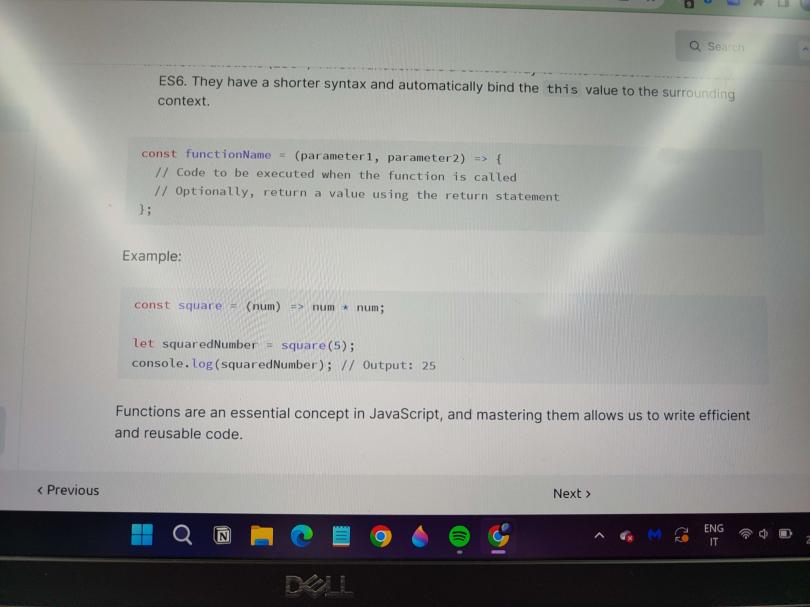 Search
ES6. They have a shorter syntax and automatically bind the this value to the surrounding
context.
const functionName = (parameter1, parameter2) => {
// Code to be executed when the function is called
// Optionally, return a value using the return statement
};
Example:
const square = (num) => num * num;
let squaredNumber = square(5);
console.log(squaredNumber); // Output: 25
Functions are an essential concept in JavaScript, and mastering them allows us to write efficient
and reusable code.
< Previous
Next >
ENG
IT
DELL